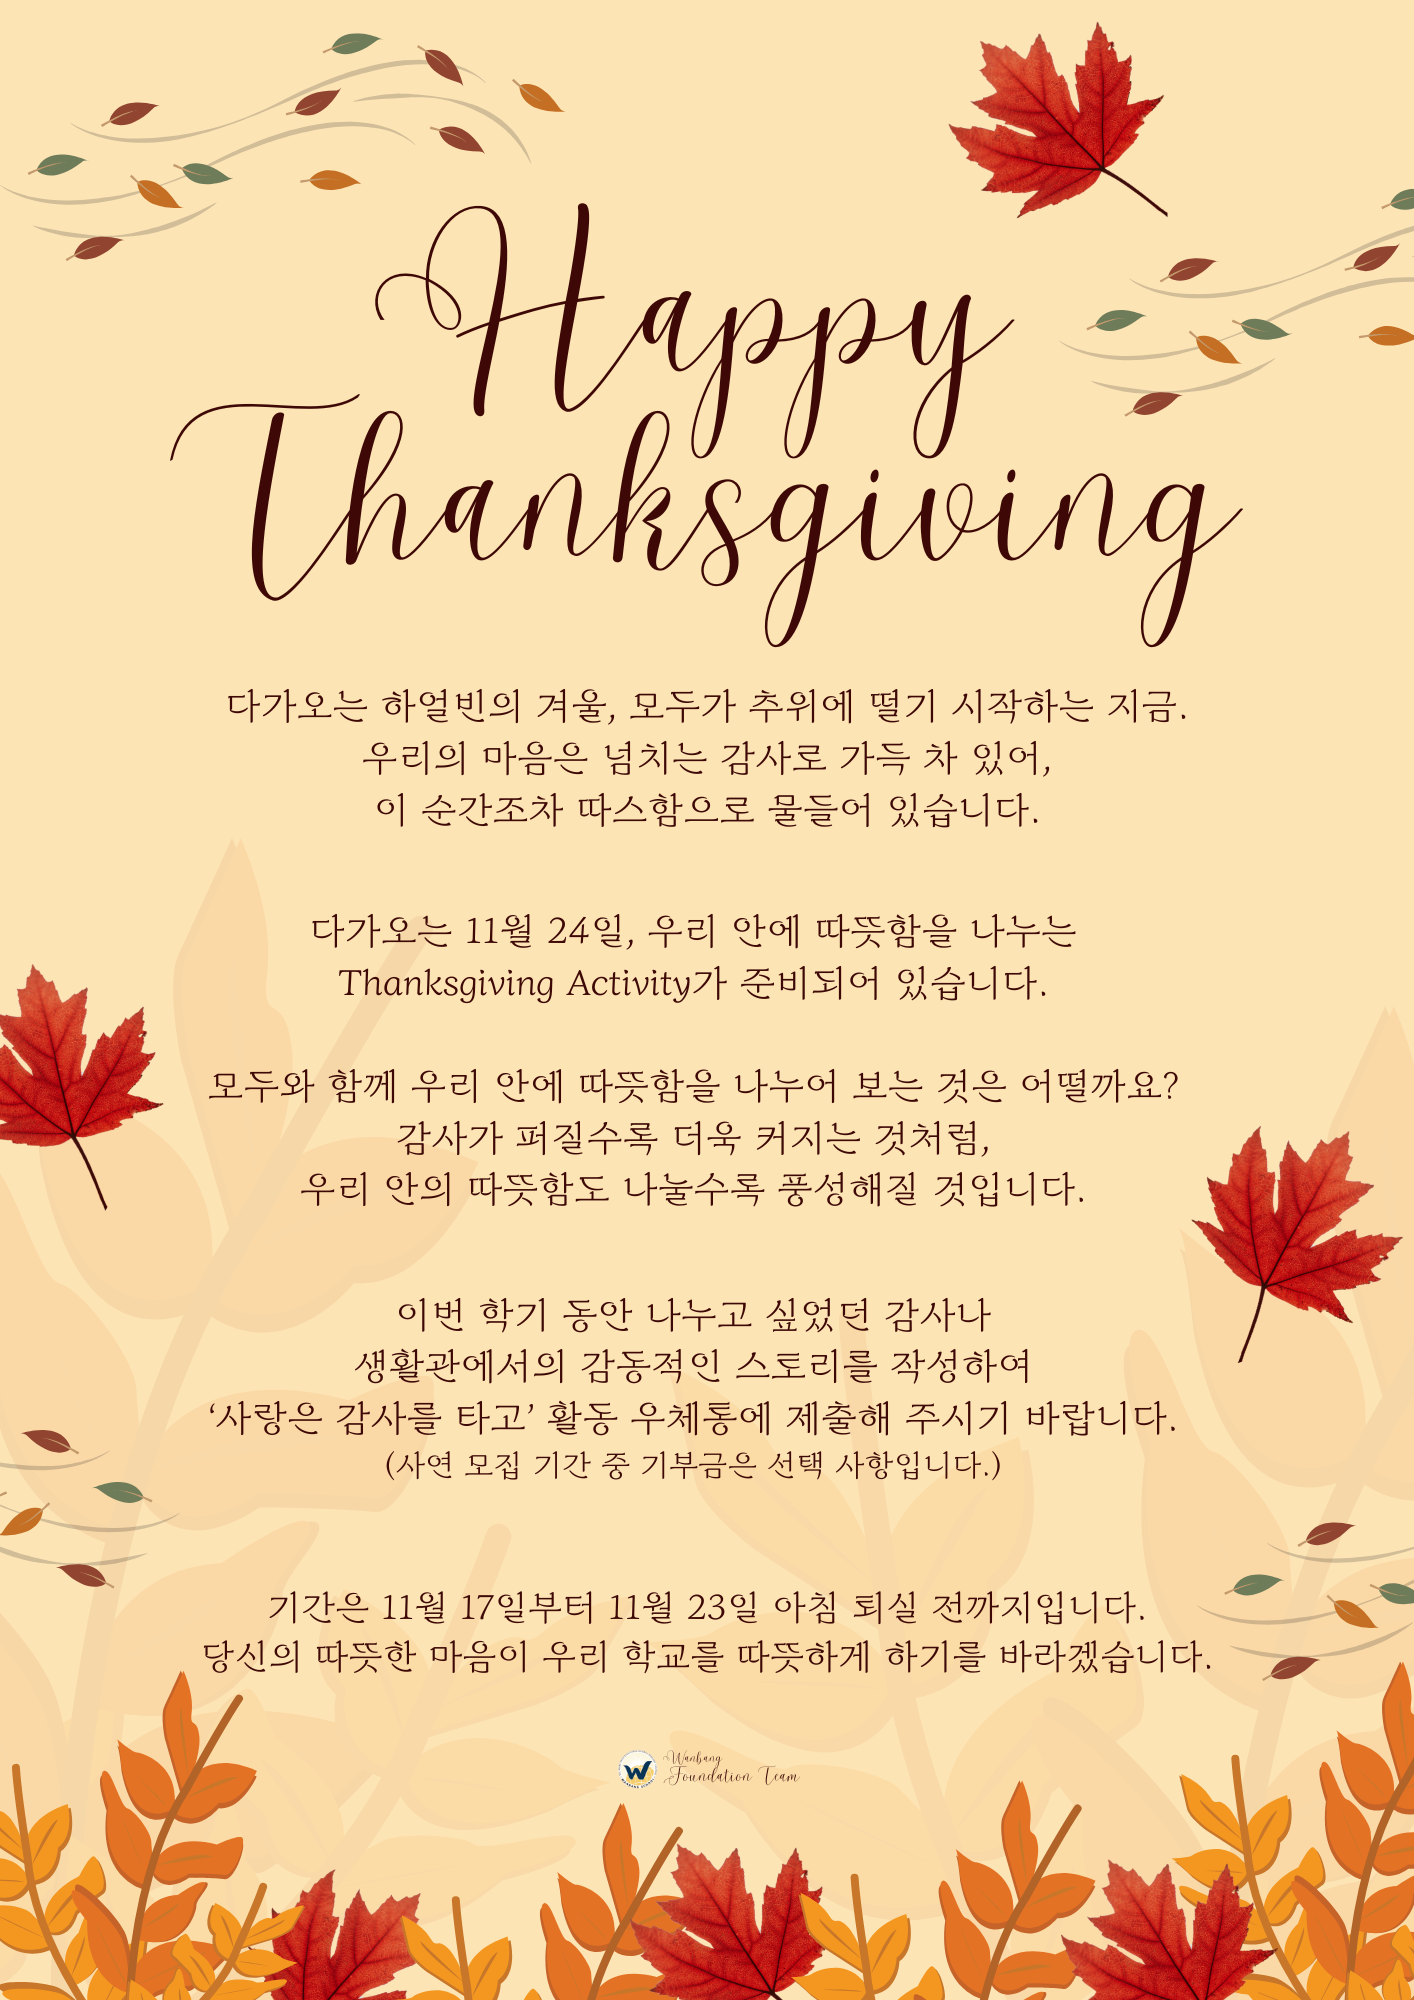 Happy
Thanksgiving
다가오는 하얼빈의 겨울, 모두가 추위에 떨기 시작하는 지금.
우리의 마음은 넘치는 감사로 가득 차 있어,
이 순간조차 따스함으로 물들어 있습니다.
다가오는 11월 24일, 우리 안에 따뜻함을 나누는
Thanksgiving Activity가 준비되어 있습니다.
모두와 함께 우리 안에 따뜻함을 나누어 보는 것은 어떨까요?
감사가 퍼질수록 더욱 커지는 것처럼,
우리 안의 따뜻함도 나눌수록 풍성해질 것입니다.
이번 학기 동안 나누고 싶었던 감사나
생활관에서의 감동적인 스토리를 작성하여
‘사랑은 감사를 타고’ 활동 우체통에 제출해 주시기 바랍니다.
(사연 모집 기간 중 기부금은 선택 사항입니다.)
기간은 11월 17일부터 11월 23일 아침 퇴실 전까지입니다.
당신의 따뜻한 마음이 우리 학교를 따뜻하게 하기를 바라겠습니다.
W
Wanbang
Foundation Team